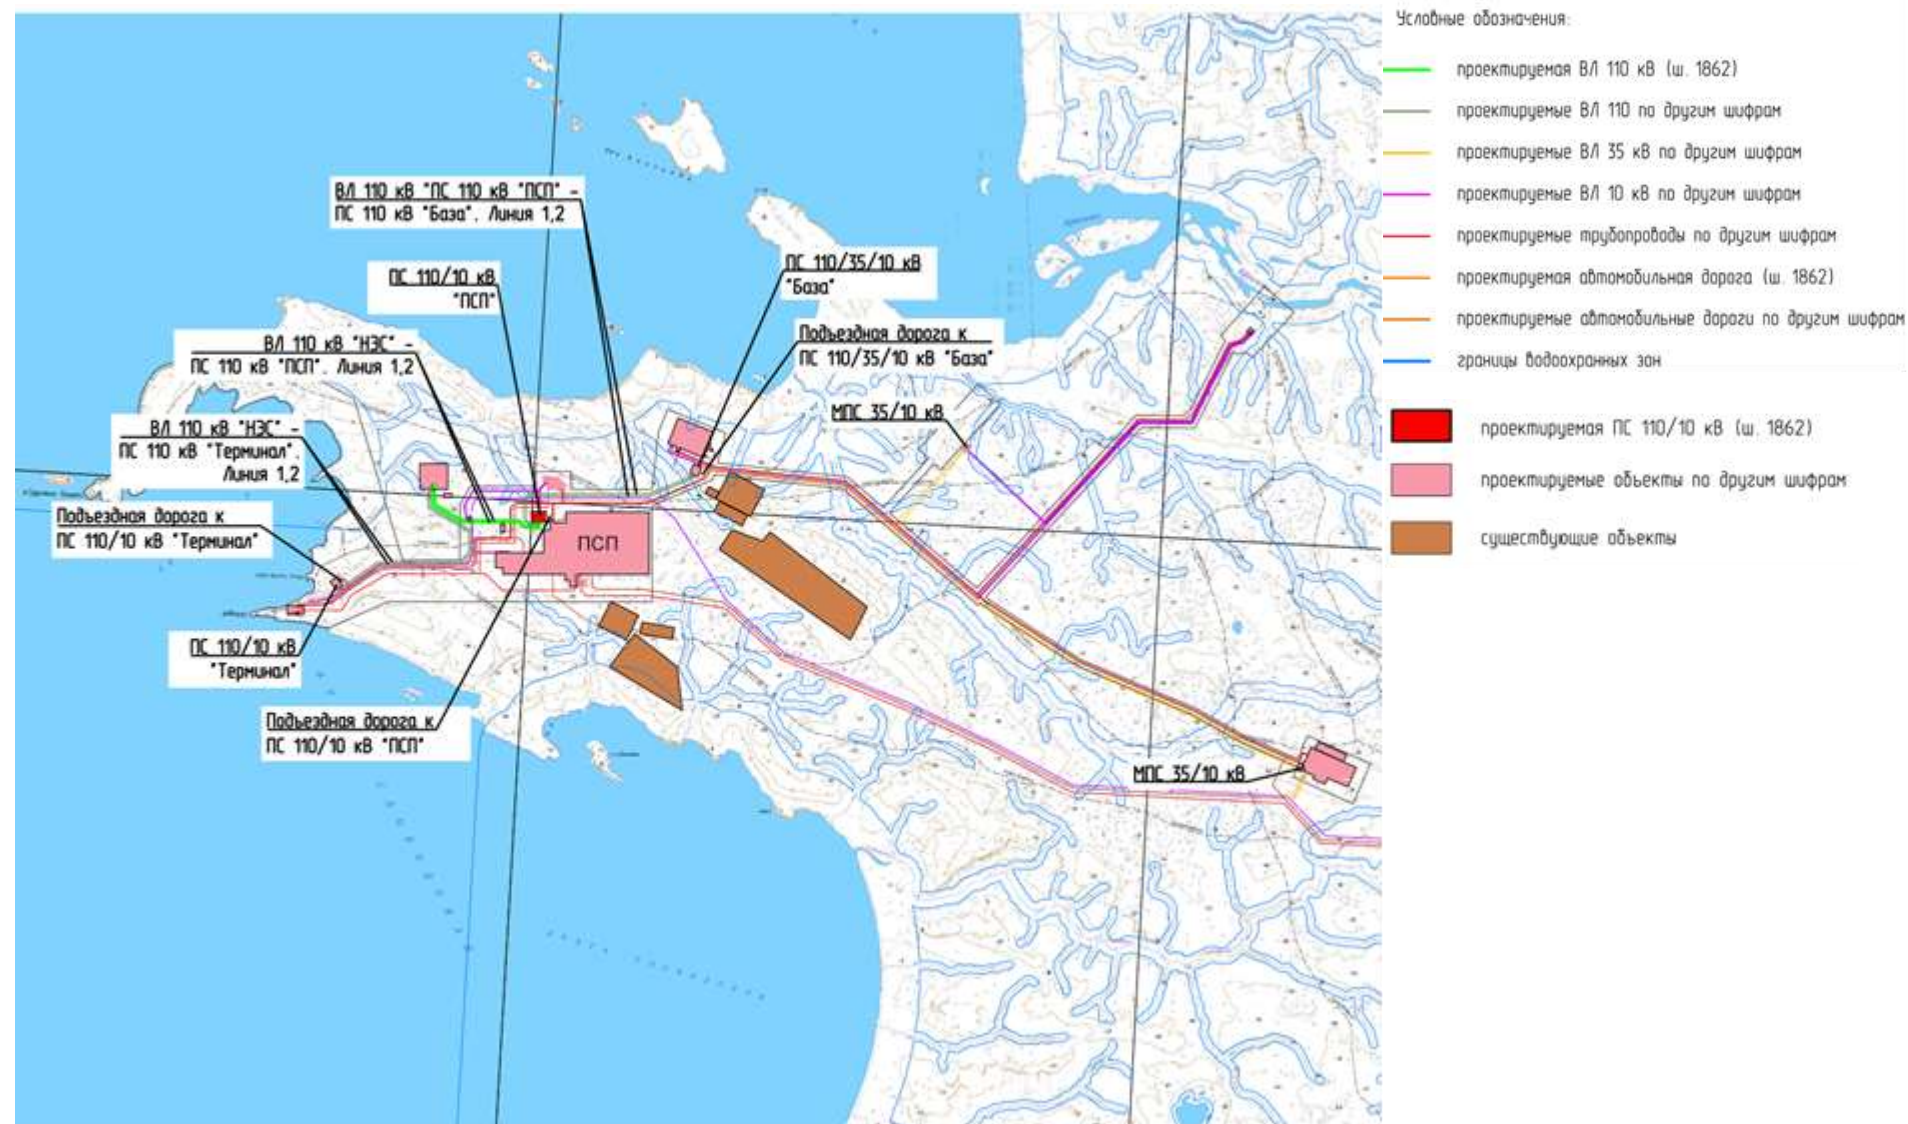 ВЛ 110 кВ "ПС 110 кВ "ПСП" -
ПС 110 кВ "База". Линия 1,2
ПС 110/10 кВ
"ПСП"
ВЛ 110 кВ "НЭС" -
ПС 110 кВ "ПСП". Линия 1,2
ВЛ 110 кВ "НЭС" -
ПС 110 кВ "Терминал".
Линия 1,2
Подъездная дорога к
ПС 110/10 кВ "Терминал"
ПС 110/10 кВ
"Терминал"
Подъездная дорога к
ПС 110/10 кВ "ПСП"
ПС 110/35/10 кВ
"База"
Подъездная дорога к
ПС 110/35/10 кВ "База"
МПС 35/10 кВ
ПСП
МПС 35/10 кВ
Условные обозначения:
проектируемая ВЛ 110 кВ (ш. 1862)
проектируемые ВЛ 110 по другим шифрам
проектируемые ВЛ 35 кВ по другим шифрам
проектируемые ВЛ 10 кВ по другим шифрам
проектируемые трубопроводы по другим шифрам
проектируемая автомобильная дорога (ш. 1862)
проектируемые автомобильные дороги по другим шифрам
границы водоохранных зон
проектируемая ПС 110/10 кВ (ш. 1862)
проектируемые объекты по другим шифрам
существующие объекты